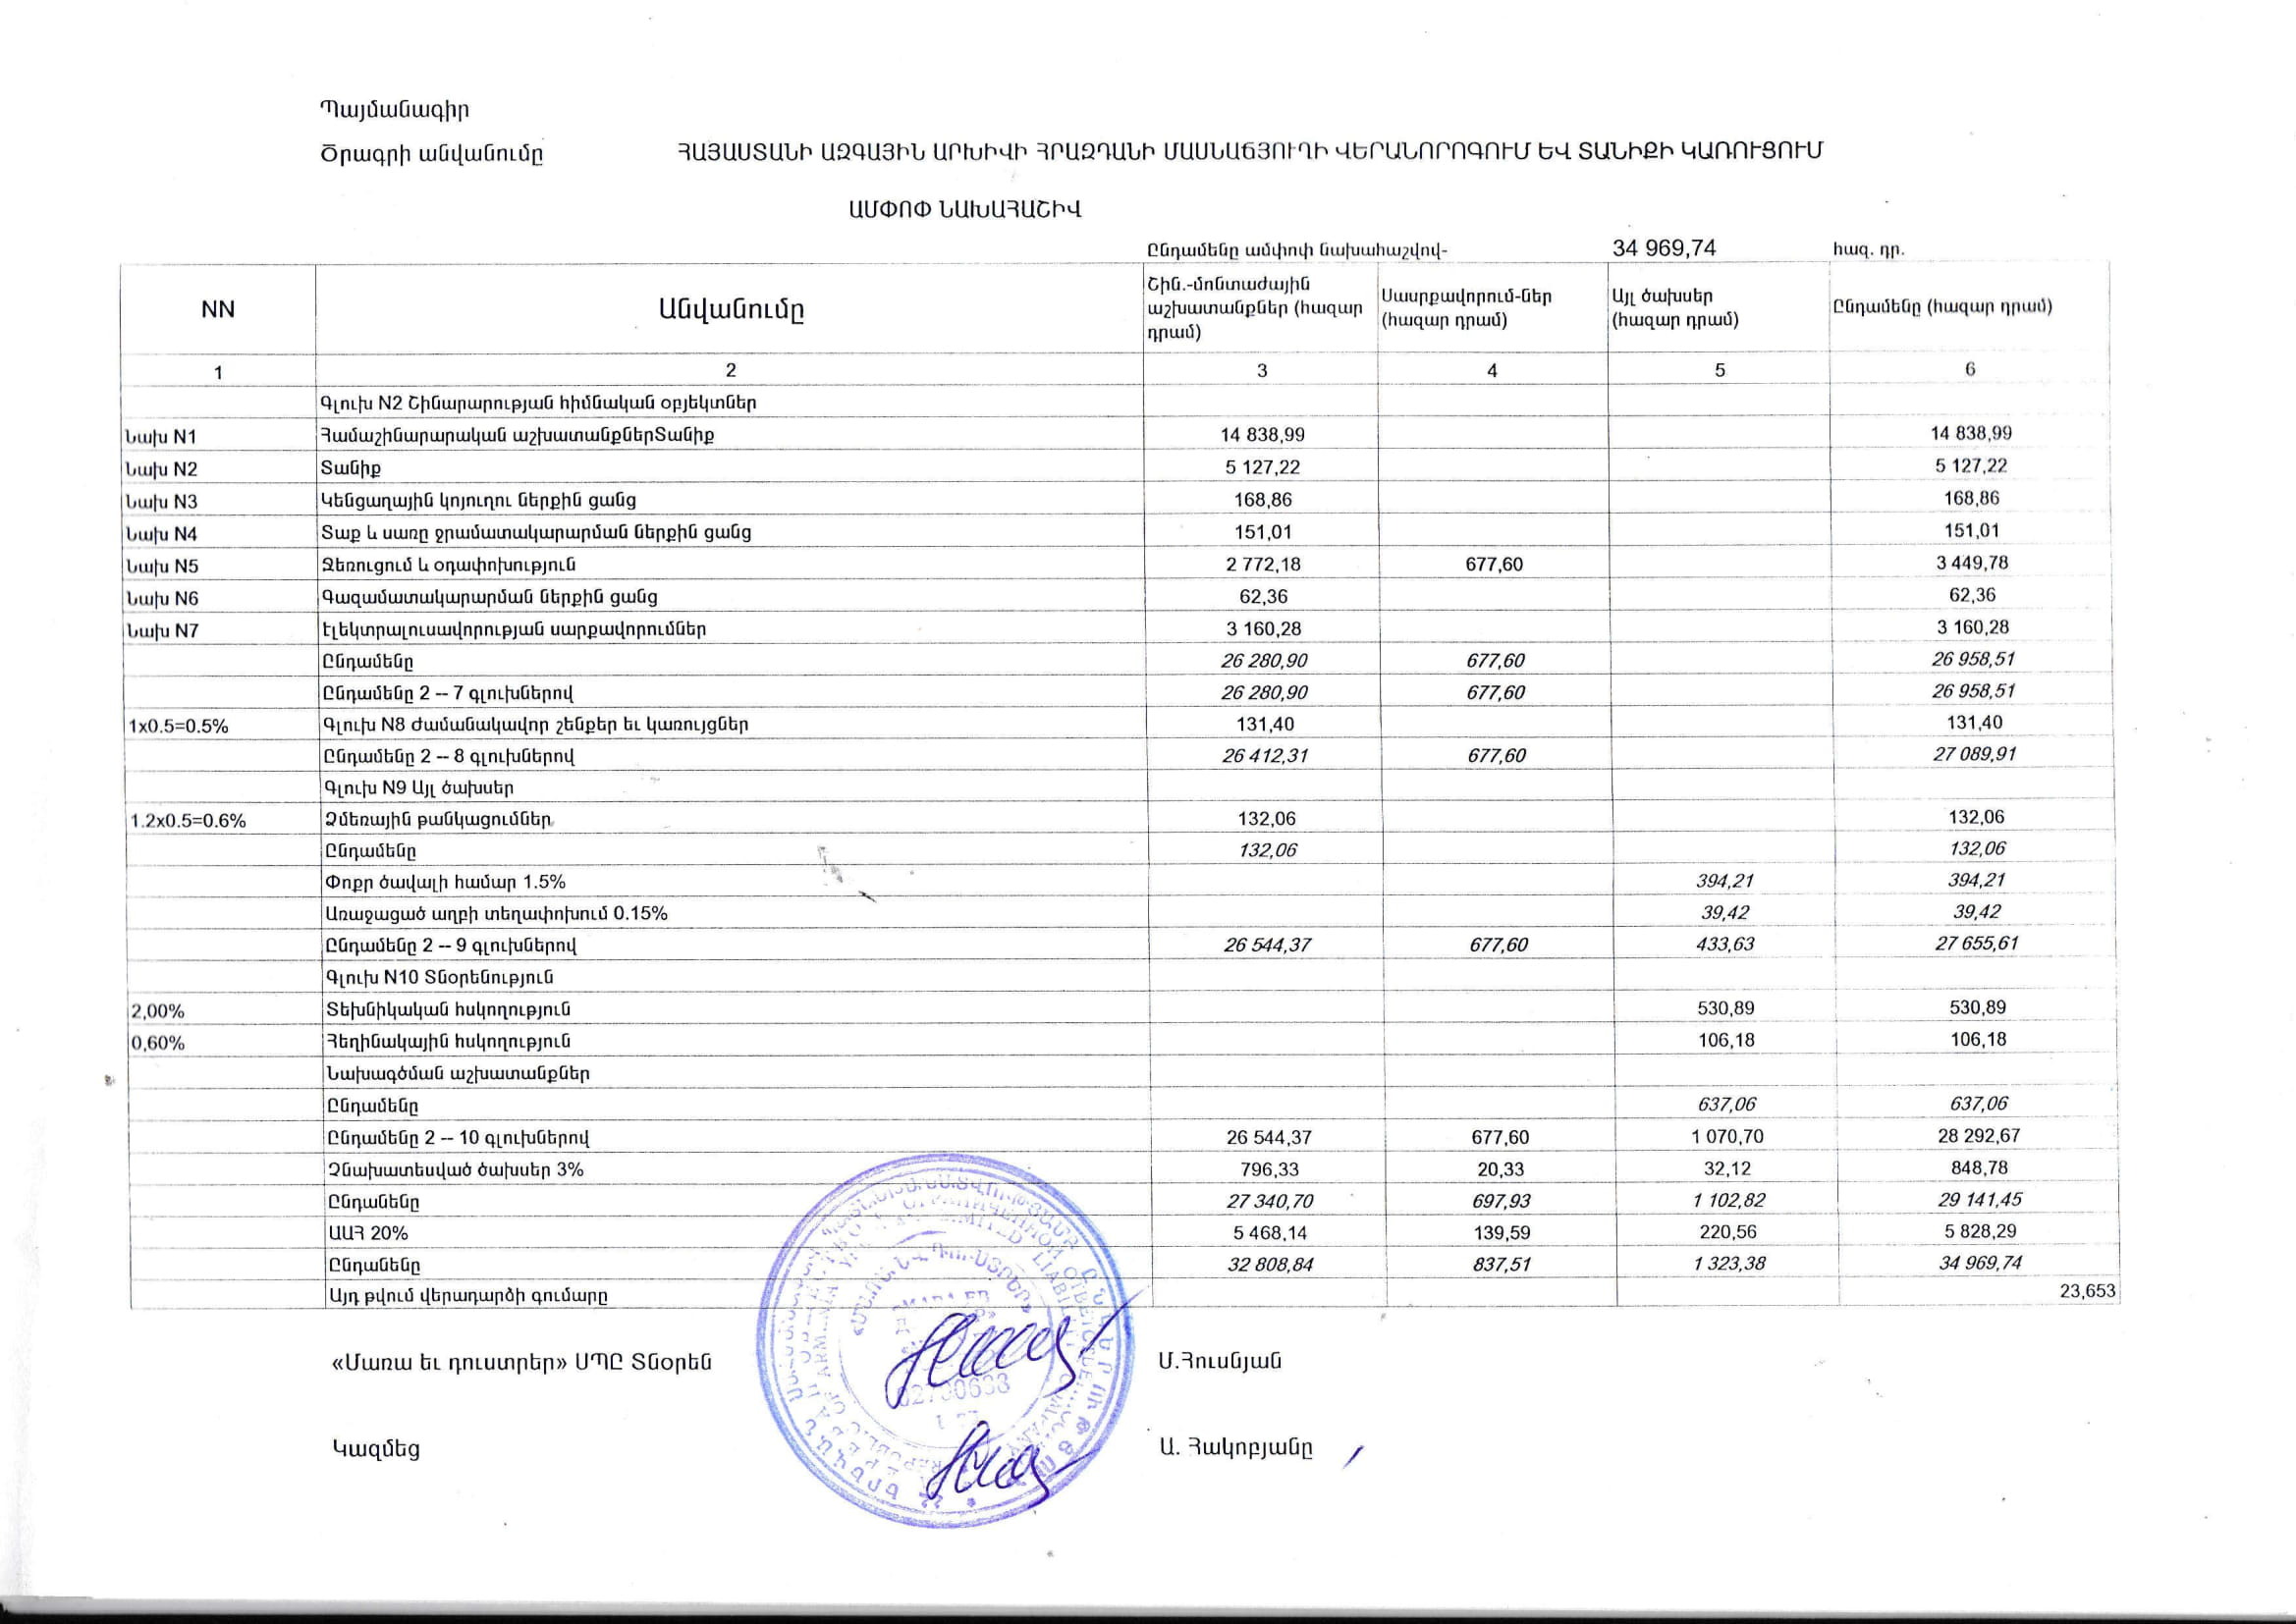 Պայմանագիր
Ծրագրի անվանումը ՀԱՅԱՍՏԱՆԻ ԱԶԳԱՅԻՆ ԱՐԽԻՎԻ ՀՐԱԶԴԱՆԻ ՄԱՍՆԱՃՅՈՒՂԻ ՎԵՐԱՆՈՐՈԳՈՒՄ ԵՎ ՏԱՆԻՔԻ ԿԱՌՈՒՑՈՒՄ
ԱՄՓՈՓ ՆԱԽԱՀԱՇԻՎ
Ընդամենը ամփոփ նախահաշվով- 34 969,74 հազ. դր.
NN Անվանումը Շին.-մոնտաժային աշխատանքներ (հազար դրամ) Սասրքավորում-ներ (հազար դրամ) Այլ ծախսեր (հազար դրամ) Ընդամենը (հազար դրամ)
1 2 3 4 5 6
Գլուխ N2 Շինարարության հիմնական օբյեկտներ
Նախ N1 Համաշինարարական աշխատանքներՏանիք 14 838,99 14 838,99
Նախ N2 Տանիք 5 127,22 5 127,22
Նախ N3 Կենցաղային կոյուղու ներքին ցանց 168,86 168,86
Նախ N4 Տաք և սառը ջրամատակարարման ներքին ցանց 151,01 151,01
Նախ N5 Ջեռուցում և օդափոխություն 2 772,18 677,60 3 449,78
Նախ N6 Գազամատակարարման ներքին ցանց 62,36 62,36
Նախ N7 Էլեկտրալուսավորության սարքավորումներ 3 160,28 3 160,28
Ընդամենը 26 280,90 677,60 26 958,51
Ընդամենը 2 -- 7 գլուխներով 26 280,90 677,60 26 958,51
1x0.5=0.5% Գլուխ N8 Ժամանակավոր շենքեր եւ կառույցներ 131,40 131,40
Ընդամենը 2 -- 8 գլուխներով 26 412,31 677,60 27 089,91
Գլուխ N9 Այլ ծախսեր
1.2x0.5=0.6% Ձմեռային թանկացումներ 132,06 132,06
Ընդամենը 132,06 132,06
Փոքր ծավալի համար 1.5% 394,21 394,21
Առաջացած աղբի տեղափոխում 0.15% 39,42 39,42
Ընդամենը 2 -- 9 գլուխներով 26 544,37 677,60 433,63 27 655,61
Գլուխ N10 Տնօրենություն
2,00% Տեխնիկական հսկողություն 530,89 530,89
0,60% Հեղինակային հսկողություն 106,18 106,18
Նախագծման աշխատանքներ
Ընդամենը 637,06 637,06
Ընդամենը 2 -- 10 գլուխներով 26 544,37 677,60 1 070,70 28 292,67
Չնախատեսված ծախսեր 3% 796,33 20,33 32,12 848,78
Ընդանենը 27 340,70 697,93 1 102,82 29 141,45
ԱԱՀ 20% 5 468,14 139,59 220,56 5 828,29
Ընդանենը 32 808,84 837,51 1 323,38 34 969,74
Այդ թվում վերադարձի գումարը 23,653
«Մառա եւ դուստրեր» ՍՊԸ Տնօրեն Մ.Հուսնյան
Կազմեց Ա. Հակոբյանը